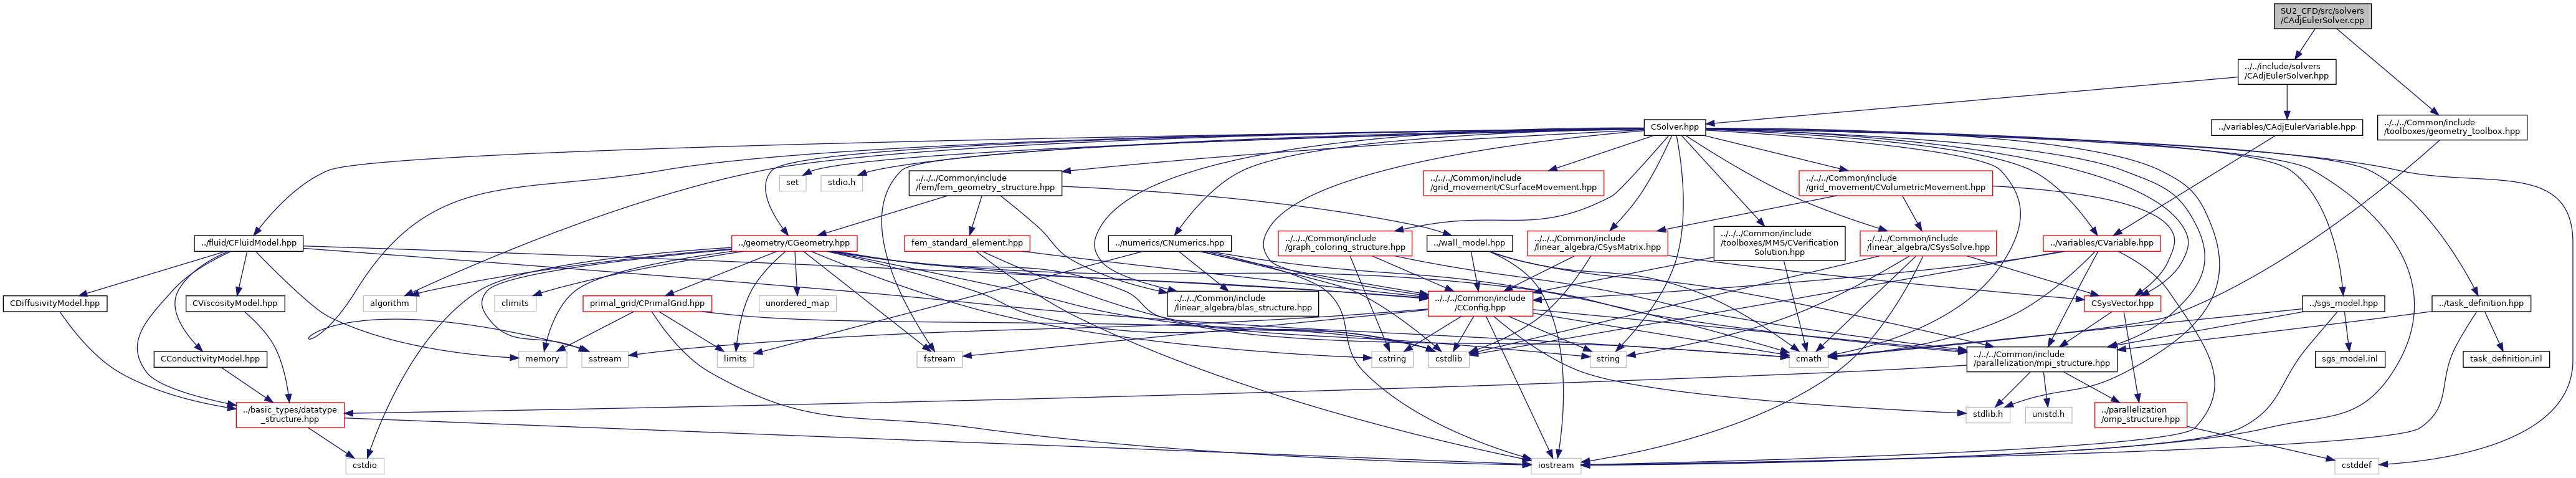 SU2_CFD/src/solvers
/CAdjEulerSolver.cpp
../../include/solvers
/CAdjEulerSolver.hpp
CSolver.hpp
../variables/CAdjEulerVariable.hpp
../../../Common/include
/toolboxes/geometry_toolbox.hpp
set
stdio.h
../../../Common/include
/fem/fem_geometry_structure.hpp
../../../Common/include
/grid_movement/CSurfaceMovement.hpp
../../../Common/include
/grid_movement/CVolumetricMovement.hpp
../fluid/CFluidModel.hpp
../geometry/CGeometry.hpp
fem_standard_element.hpp
../numerics/CNumerics.hpp
../../../Common/include
/graph_coloring_structure.hpp
../wall_model.hpp
../../../Common/include
/linear_algebra/CSysMatrix.hpp
../../../Common/include
/toolboxes/MMS/CVerification
Solution.hpp
../../../Common/include
/linear_algebra/CSysSolve.hpp
../variables/CVariable.hpp
CDiffusivityModel.hpp
CViscosityModel.hpp
algorithm
climits
primal_grid/CPrimalGrid.hpp
unordered_map
../../../Common/include
/linear_algebra/blas_structure.hpp
../../../Common/include
/CConfig.hpp
CSysVector.hpp
../sgs_model.hpp
../task_definition.hpp
CConductivityModel.hpp
memory
sstream
limits
fstream
cstring
cstdlib
string
cmath
../../../Common/include
/parallelization/mpi_structure.hpp
sgs_model.inl
task_definition.inl
../basic_types/datatype
_structure.hpp
stdlib.h
unistd.h
../parallelization
/omp_structure.hpp
cstdio
iostream
cstddef